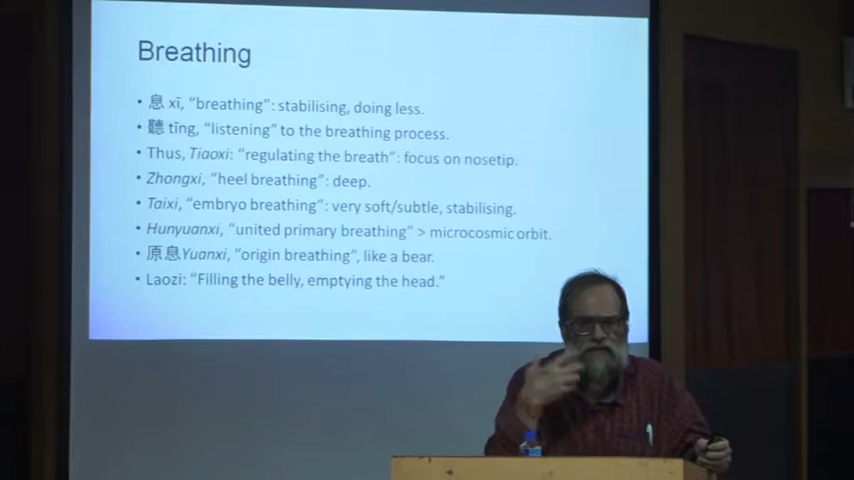 Breathing
• 息 xī, “breathing”: stabilising, doing less.
• 聽 tīng, “listening” to the breathing process.
• Thus, Tiaoxi: “regulating the breath”: focus on nosetip.
• Zhongxi, “heel breathing”: deep.
• Taixi, “embryo breathing”: very soft/subtle, stabilising.
• Hunyuanxi, “united primary breathing” > microcosmic orbit.
• 原息Yuanxi, “origin breathing”, like a bear.
• Laozi: “Filling the belly, emptying the head.”